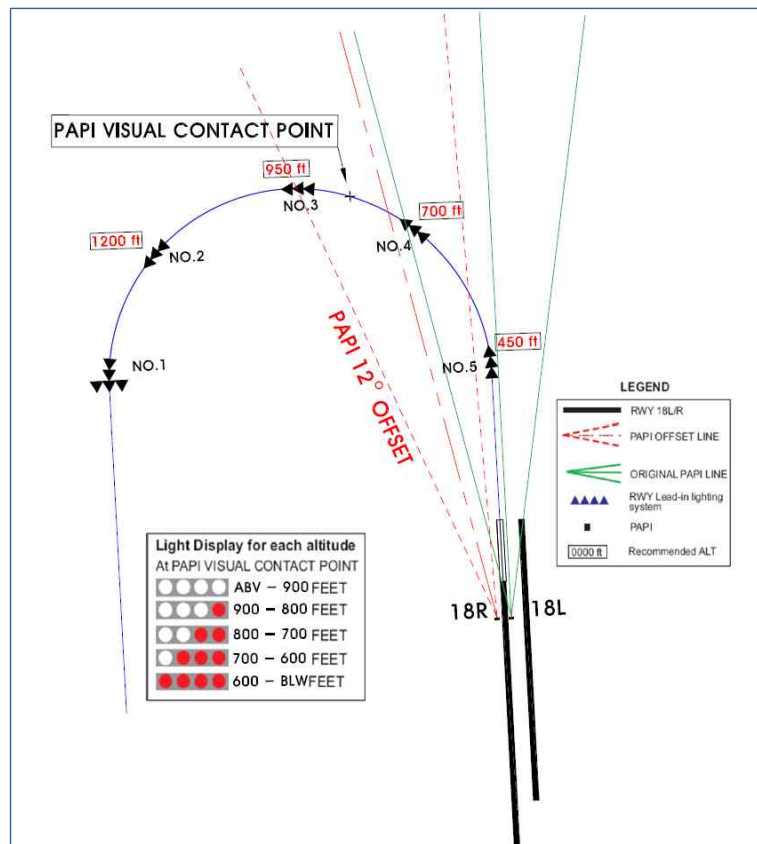 PAPI VISUAL CONTACT POINT
950 ft
NO.3
700 ft
NO.4
1200 ft
NO.2
450 ft
NO.5
NO.1
PAPI 12° OFFSET
18R
18L
LEGEND
RWY 18L/R
PAPI OFFSET LINE
ORIGINAL PAPI LINE
RWY Lead-in lighting
system
PAPI
0000 ft Recommended ALT
Light Display for each altitude
At PAPI VISUAL CONTACT POINT
ABV - 900 FEET
900 - 800 FEET
800 - 700 FEET
700 - 600 FEET
600 - BLW FEET